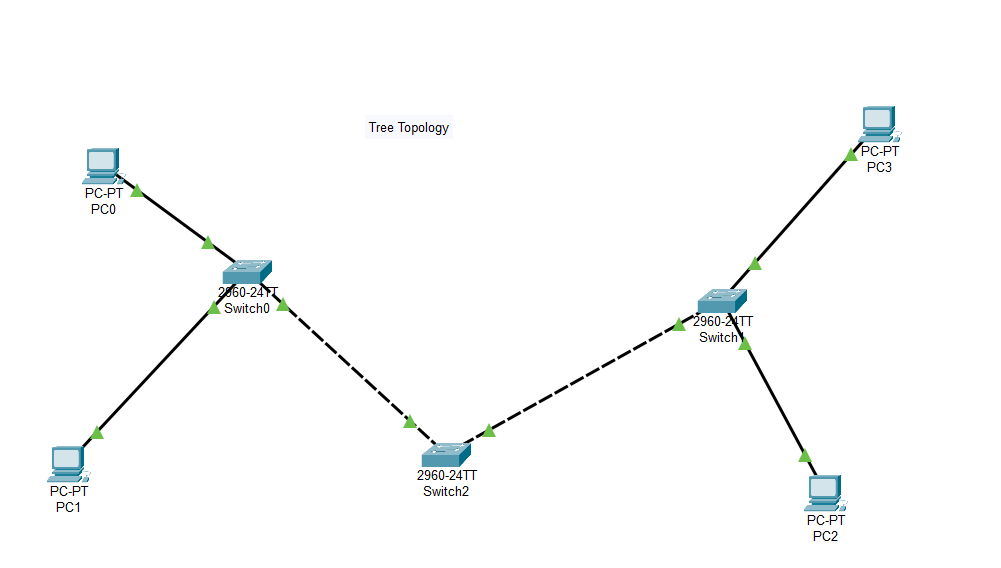 Tree Topology
PC-PT
PC3
PC-PT
PC0
2960-24TT
Switch0
2960-24TT
Switch1
2960-24TT
Switch2
PC-PT
PC1
PC-PT
PC2